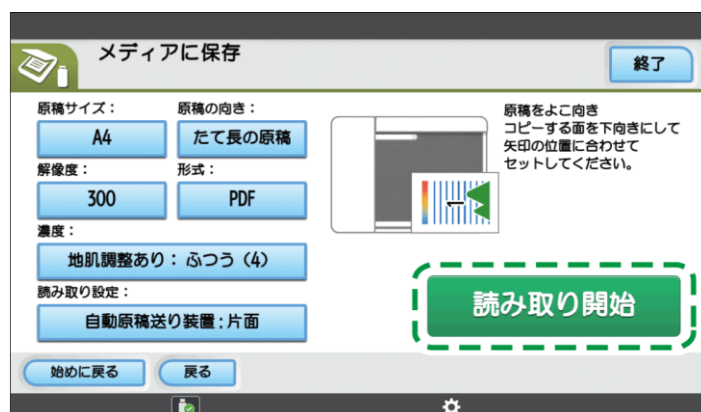 メディアに保存
終了
原稿サイズ：
原稿の向き：
A4
たて長の原稿
解像度：
形式：
300
PDF
濃度：
地肌調整あり：ふつう（4）
読み取り設定：
自動原稿送り装置：片面
原稿をよこ向き
コピーする面を下向きにして
矢印の位置に合わせて
セットしてください。
1
読み取り開始
始めに戻る
戻る